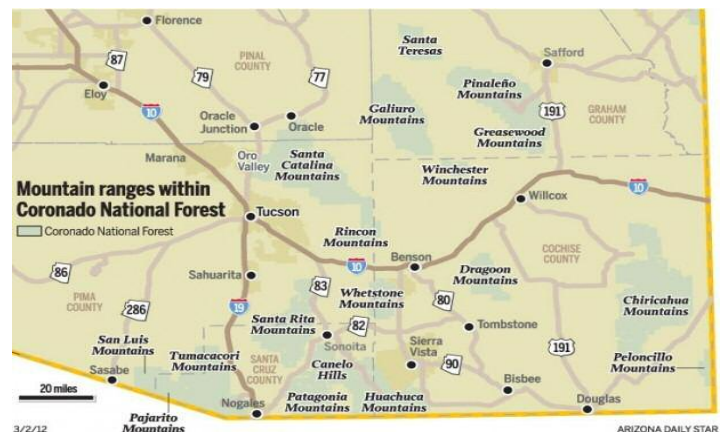 Florence
87
PINAL
COUNTY
79
77
Eloy
10
Oracle
Junction
Oracle
Santa
Teresas
Safford
Pinaleño
Mountains
Galiuro
Mountains
191
GRAHAM
COUNTY
Greasewood
Mountains
Marana
Oro
Valley
Santa
Catalina
Mountains
Winchester
Mountains
Mountain ranges within
Coronado National Forest
Coronado National Forest
Willcox
10
Tucson
Rincon
Mountains
Benson
10
COCHISE
COUNTY
86
Sahuarita
83
Dragoon
Mountains
PIMA
COUNTY
286
19
Whetstone
Mountains
80
Chiricahua
Mountains
Santa Rita
Mountains
82
Tombstone
San Luis
Mountains
Tumacacori
Mountains
Sonoita
Sierra
Vista
191
Sasabe
SANTA
CRUZ
COUNTY
Canelo
Hills
90
Peloncillo
Mountains
20 miles
Bisbee
Nogales
Patagonia
Mountains
Huachuca
Mountains
Douglas
Pajarito
Mountains
3/2/12
ARIZONA DAILY STAR